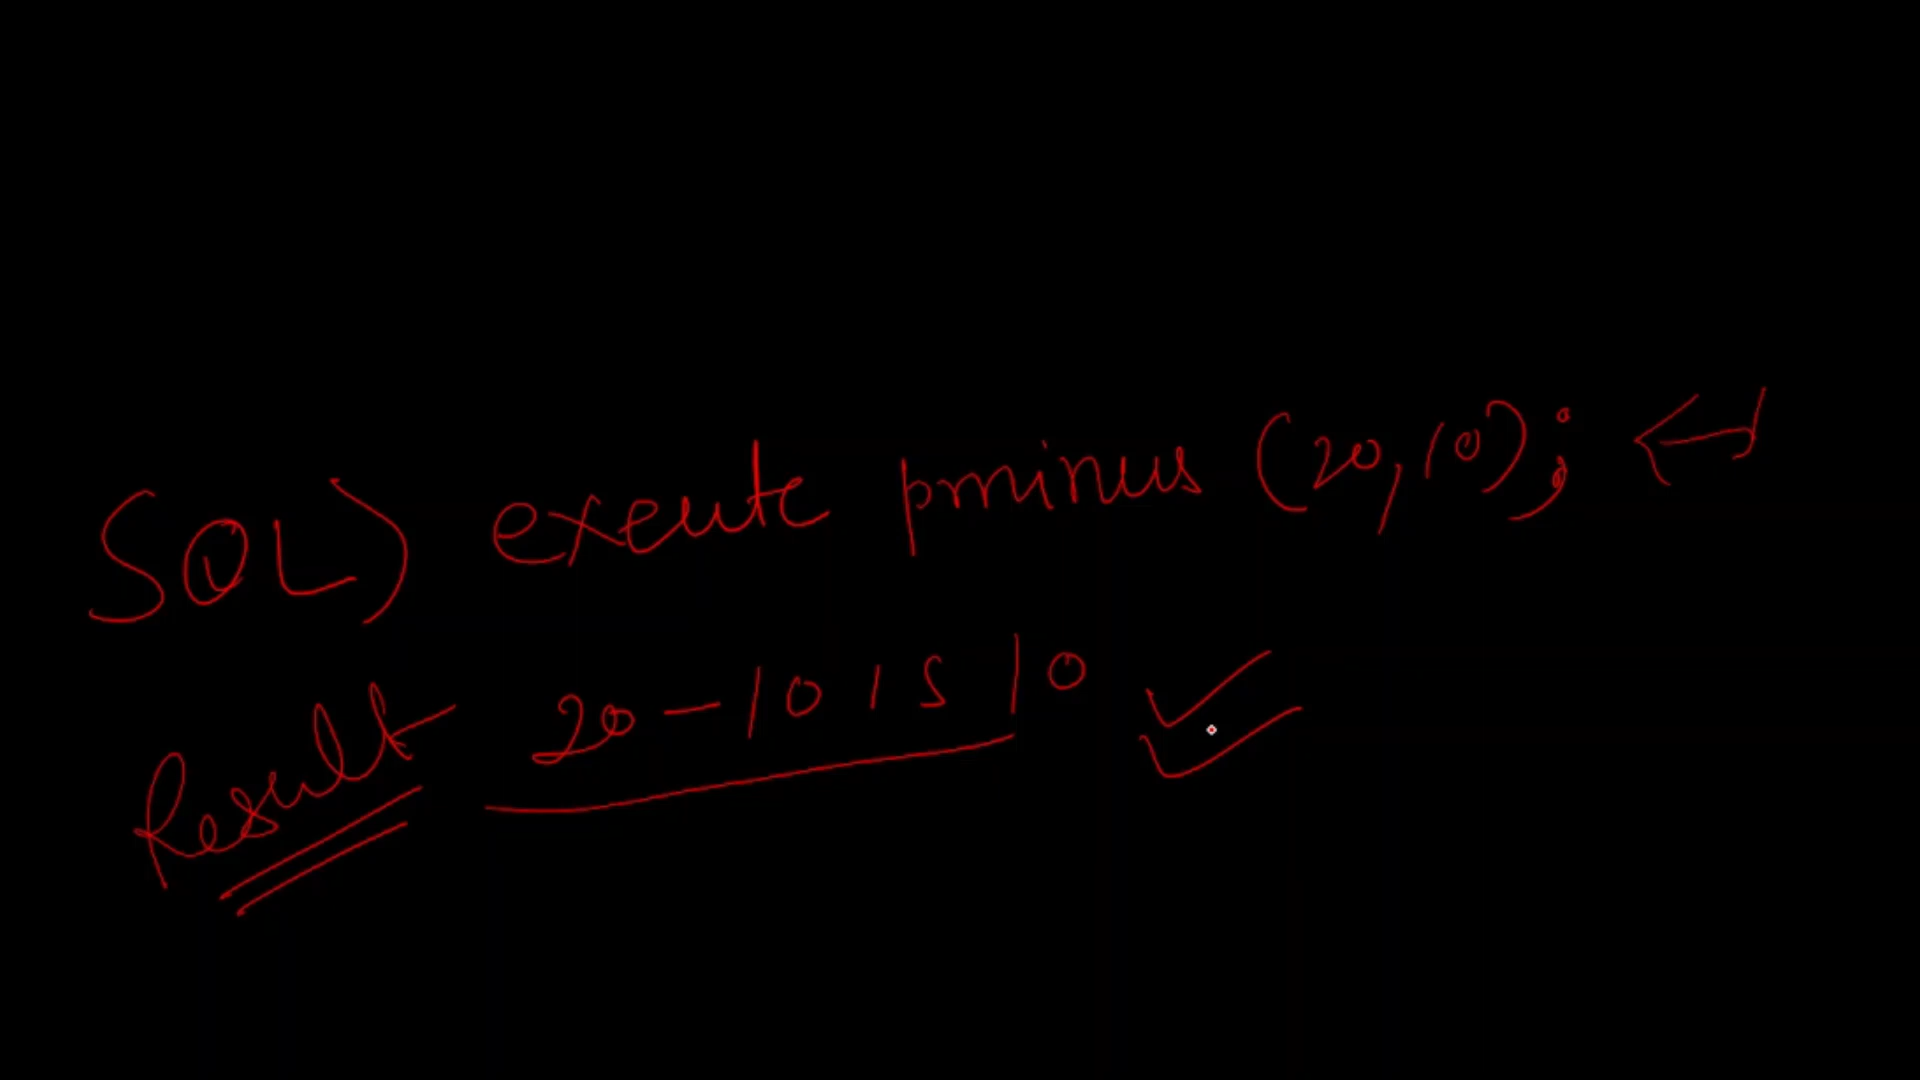 SQL) exeute pminus (20,10); ↵
Result 20-10 IS 10